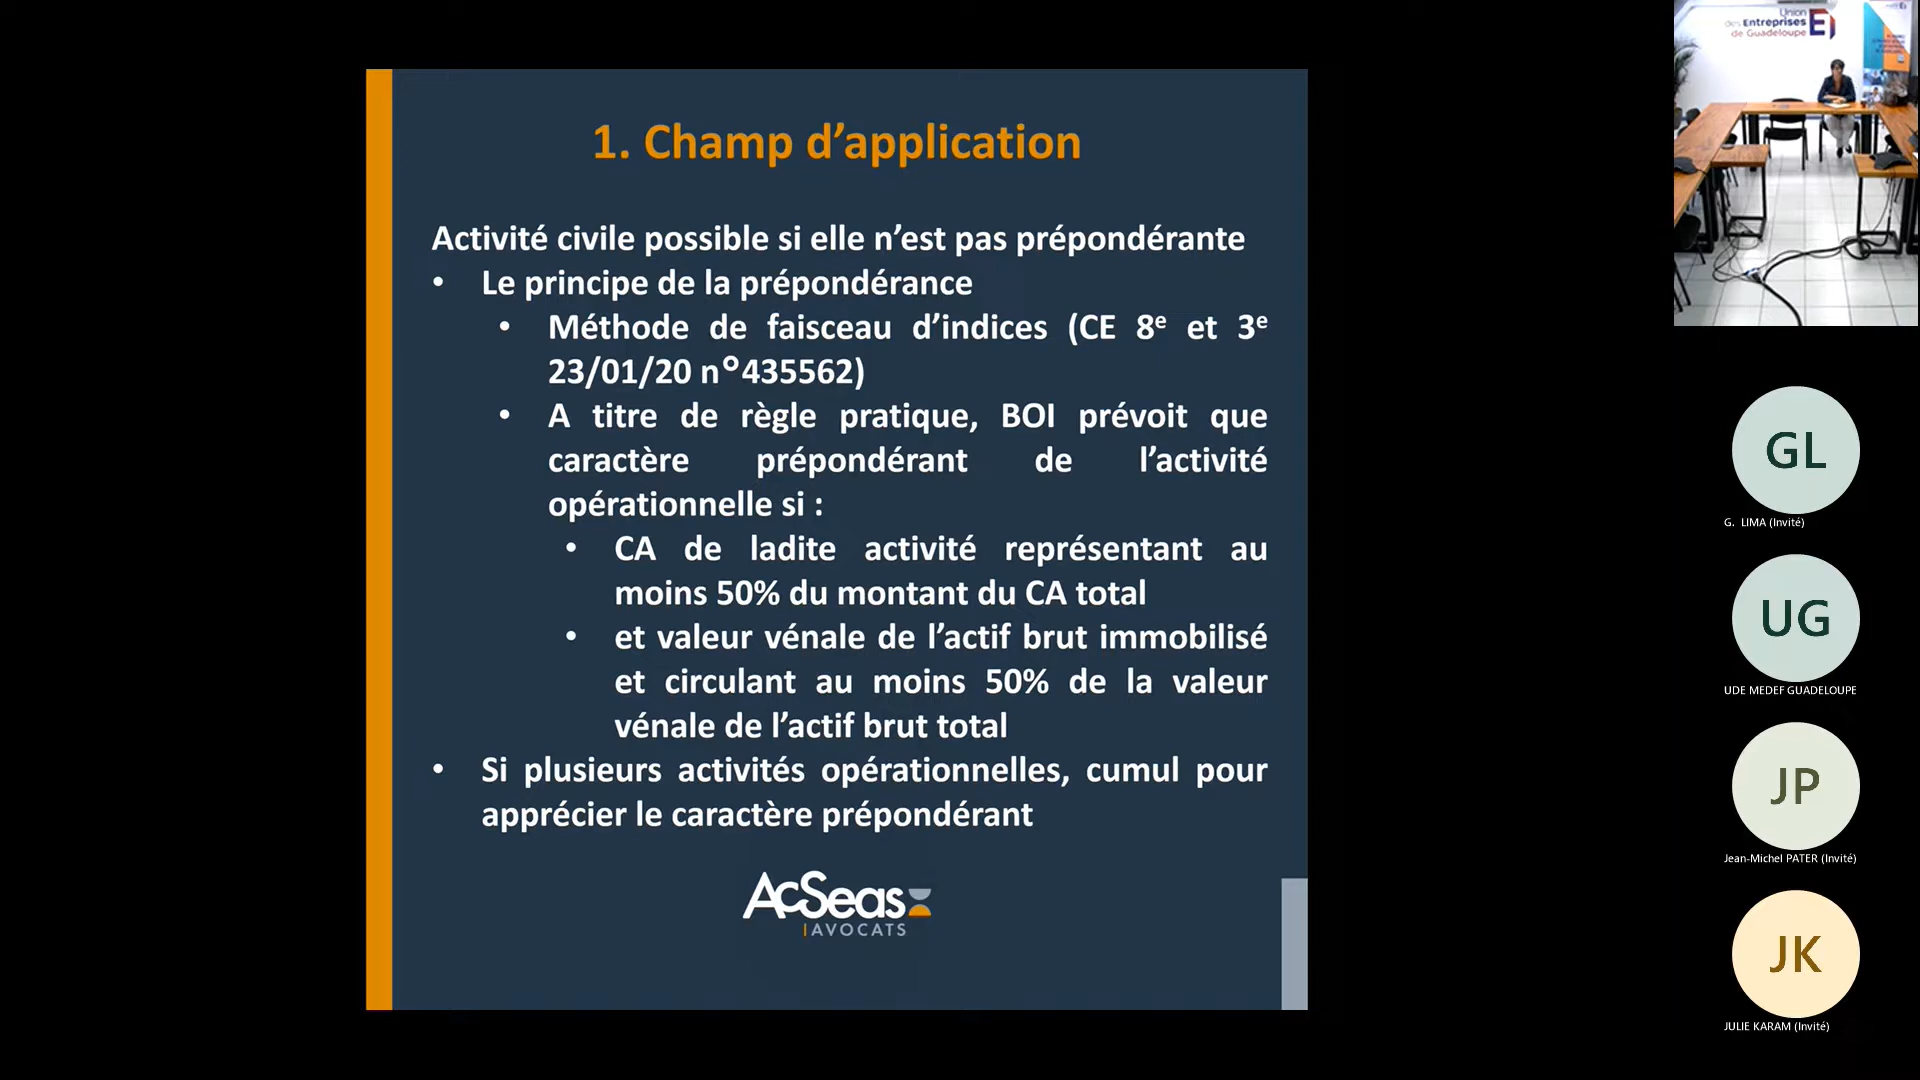 1. Champ d’application
Activité civile possible si elle n’est pas prépondérante
• Le principe de la prépondérance
• Méthode de faisceau d’indices (CE 8e et 3e
23/01/20 n°435562)
• A titre de règle pratique, BOI prévoit que
caractère prépondérant de l’activité
opérationnelle si :
• CA de ladite activité représentant au
moins 50% du montant du CA total
• et valeur vénale de l’actif brut immobilisé
et circulant au moins 50% de la valeur
vénale de l’actif brut total
• Si plusieurs activités opérationnelles, cumul pour
apprécier le caractère prépondérant
AcSeas
AVOCATS
Union
des Entreprises
de Guadeloupe
GL
G. LIMA (Invité)
UG
UDE MEDEF GUADELOUPE
JP
Jean-Michel PATER (Invité)
JK
JULIE KARAM (Invité)